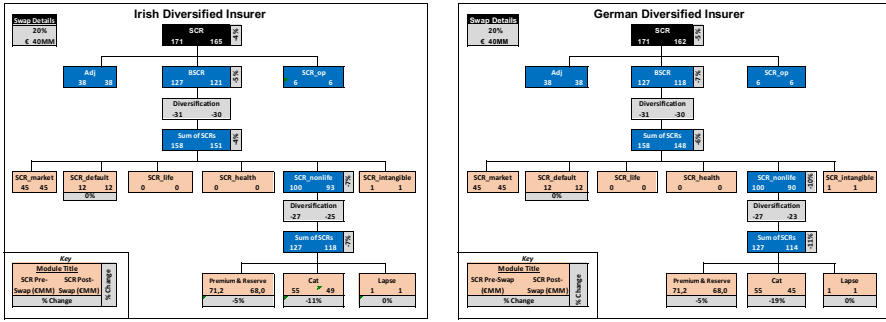 Irish Diversified Insurer
Swap Details
20%
€ 40MM
SCR
171 165
-4%
Adj
38 38
BSCR
127 121
-5%
SCR_op
6 6
Diversification
-31 -30
Sum of SCRs
158 151
-4%
SCR_market
45 45
SCR_default
12 12
0%
SCR_life
0 0
SCR_health
0 0
SCR_nonlife
100 93
-7%
SCR_intangible
1 1
Diversification
-27 -25
Sum of SCRs
127 118
-7%
Key
Module Title
SCR Pre- SCR Post-
Swap (€MM) Swap (€MM)
% Change
% Change
Premium & Reserve
71,2 68,0
-5%
Cat
55 49
-11%
Lapse
1 1
0%
German Diversified Insurer
Swap Details
20%
€ 40MM
SCR
171 162
-5%
Adj
38 38
BSCR
127 118
-7%
SCR_op
6 6
Diversification
-31 -30
Sum of SCRs
158 148
-6%
SCR_market
45 45
SCR_default
12 12
0%
SCR_life
0 0
SCR_health
0 0
SCR_nonlife
100 90
-10%
SCR_intangible
1 1
Diversification
-27 -23
Sum of SCRs
127 114
-11%
Key
Module Title
SCR Pre-Swap SCR Post-
(€MM) Swap (€MM)
% Change
% Change
Premium & Reserve
71,2 68,0
-5%
Cat
55 45
-19%
Lapse
1 1
0%